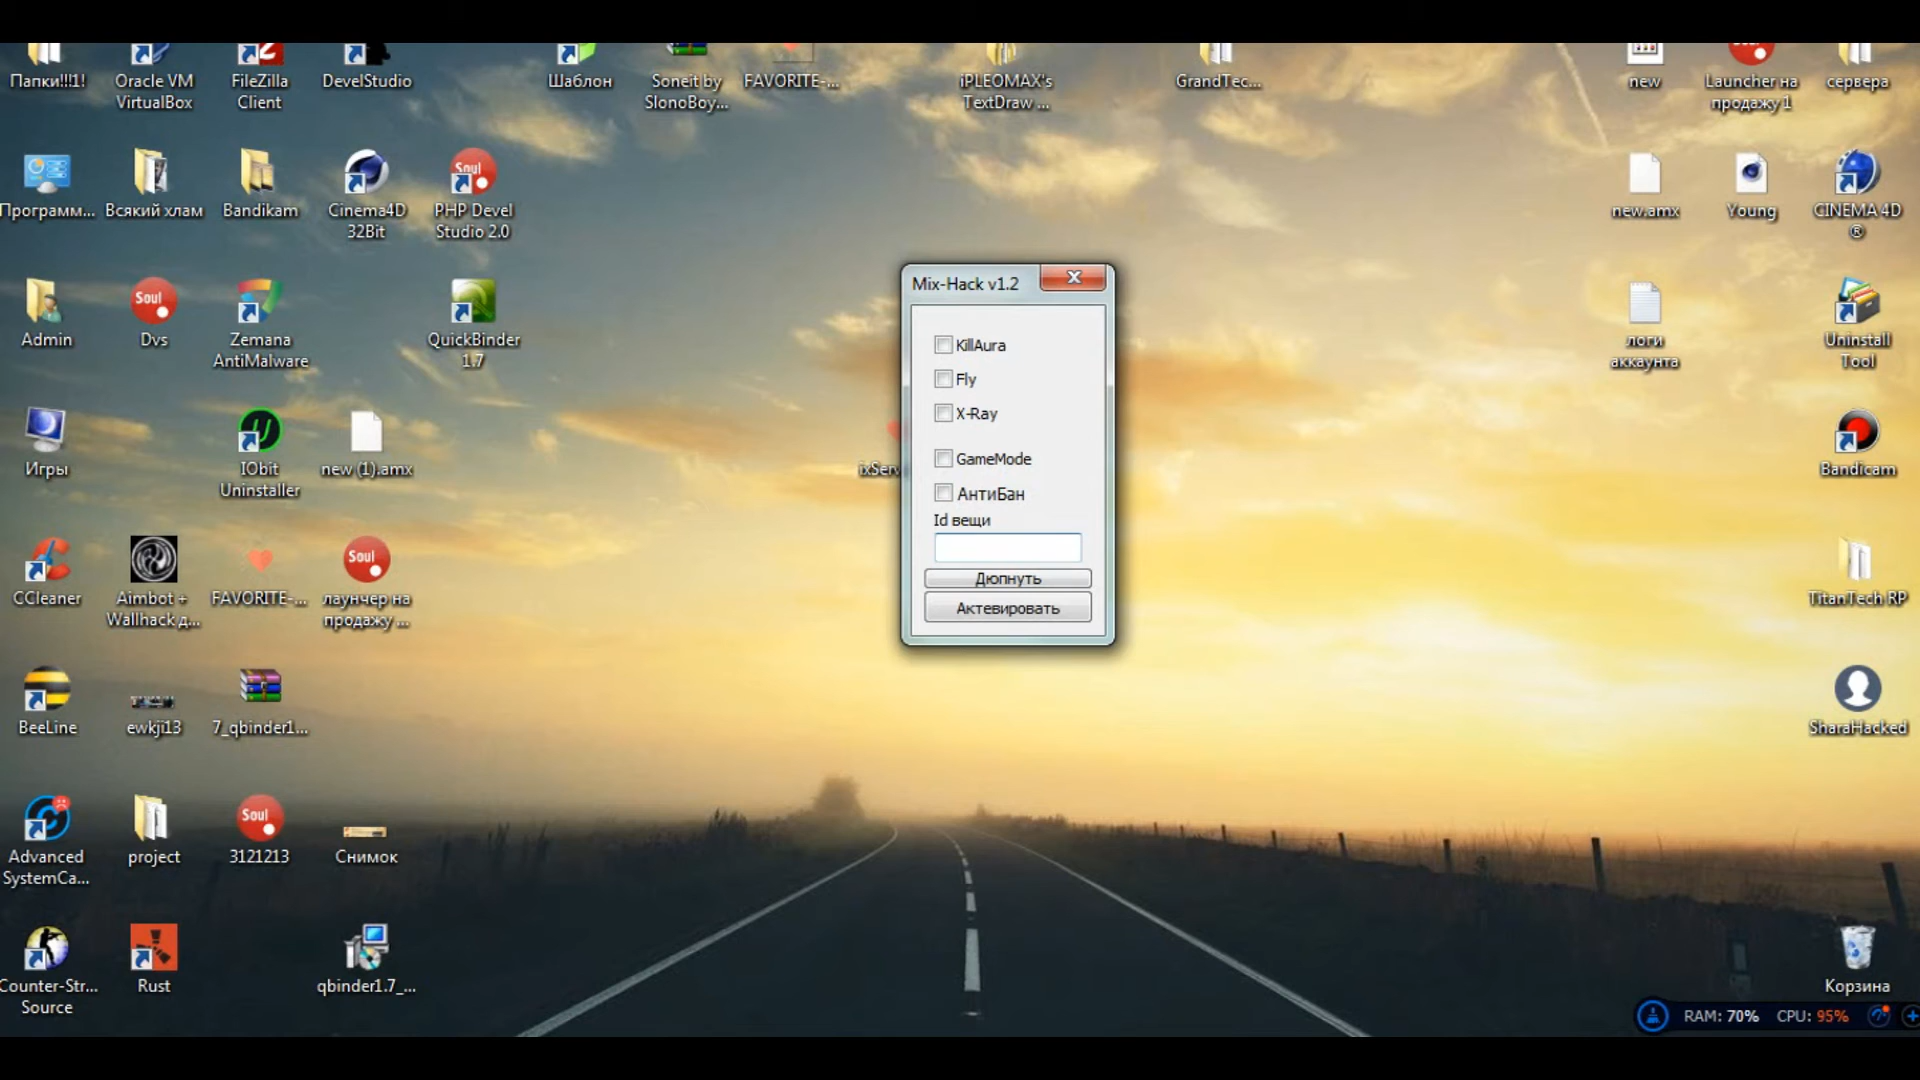 Папки!!!1!
Oracle VM
VirtualBox
FileZilla
Client
DevelStudio
Шаблон
Soneit by
SlonoBoy...
FAVORITE-...
iPLEOMAX's
TextDraw ...
GrandTec...
new
Launcher на
продажу 1
сервера
Программ...
Всякий хлам
Bandikam
Cinema4D
32Bit
Soul
PHP Devel
Studio 2.0
new.amx
Young
CINEMA 4D
®
Admin
Soul
Dvs
Zemana
AntiMalware
QuickBinder
1.7
логи
аккаунта
Uninstall
Tool
Mix-Hack v1.2
KillAura
Fly
X-Ray
GameMode
АнтиБан
Id вещи
Дюпнуть
Актевировать
Игры
IObit
Uninstaller
new (1).amx
ixServ
Bandicam
CCleaner
Aimbot +
Wallhack д...
FAVORITE-...
Soul
лаунчер на
продажу ...
TitanTech RP
BeeLine
ewkji13
7_qbinder1...
SharaHacked
Advanced
SystemCa...
project
Soul
3121213
Снимок
Counter-Str...
Source
Rust
qbinder1.7_...
Корзина
RAM: 70% CPU: 95%